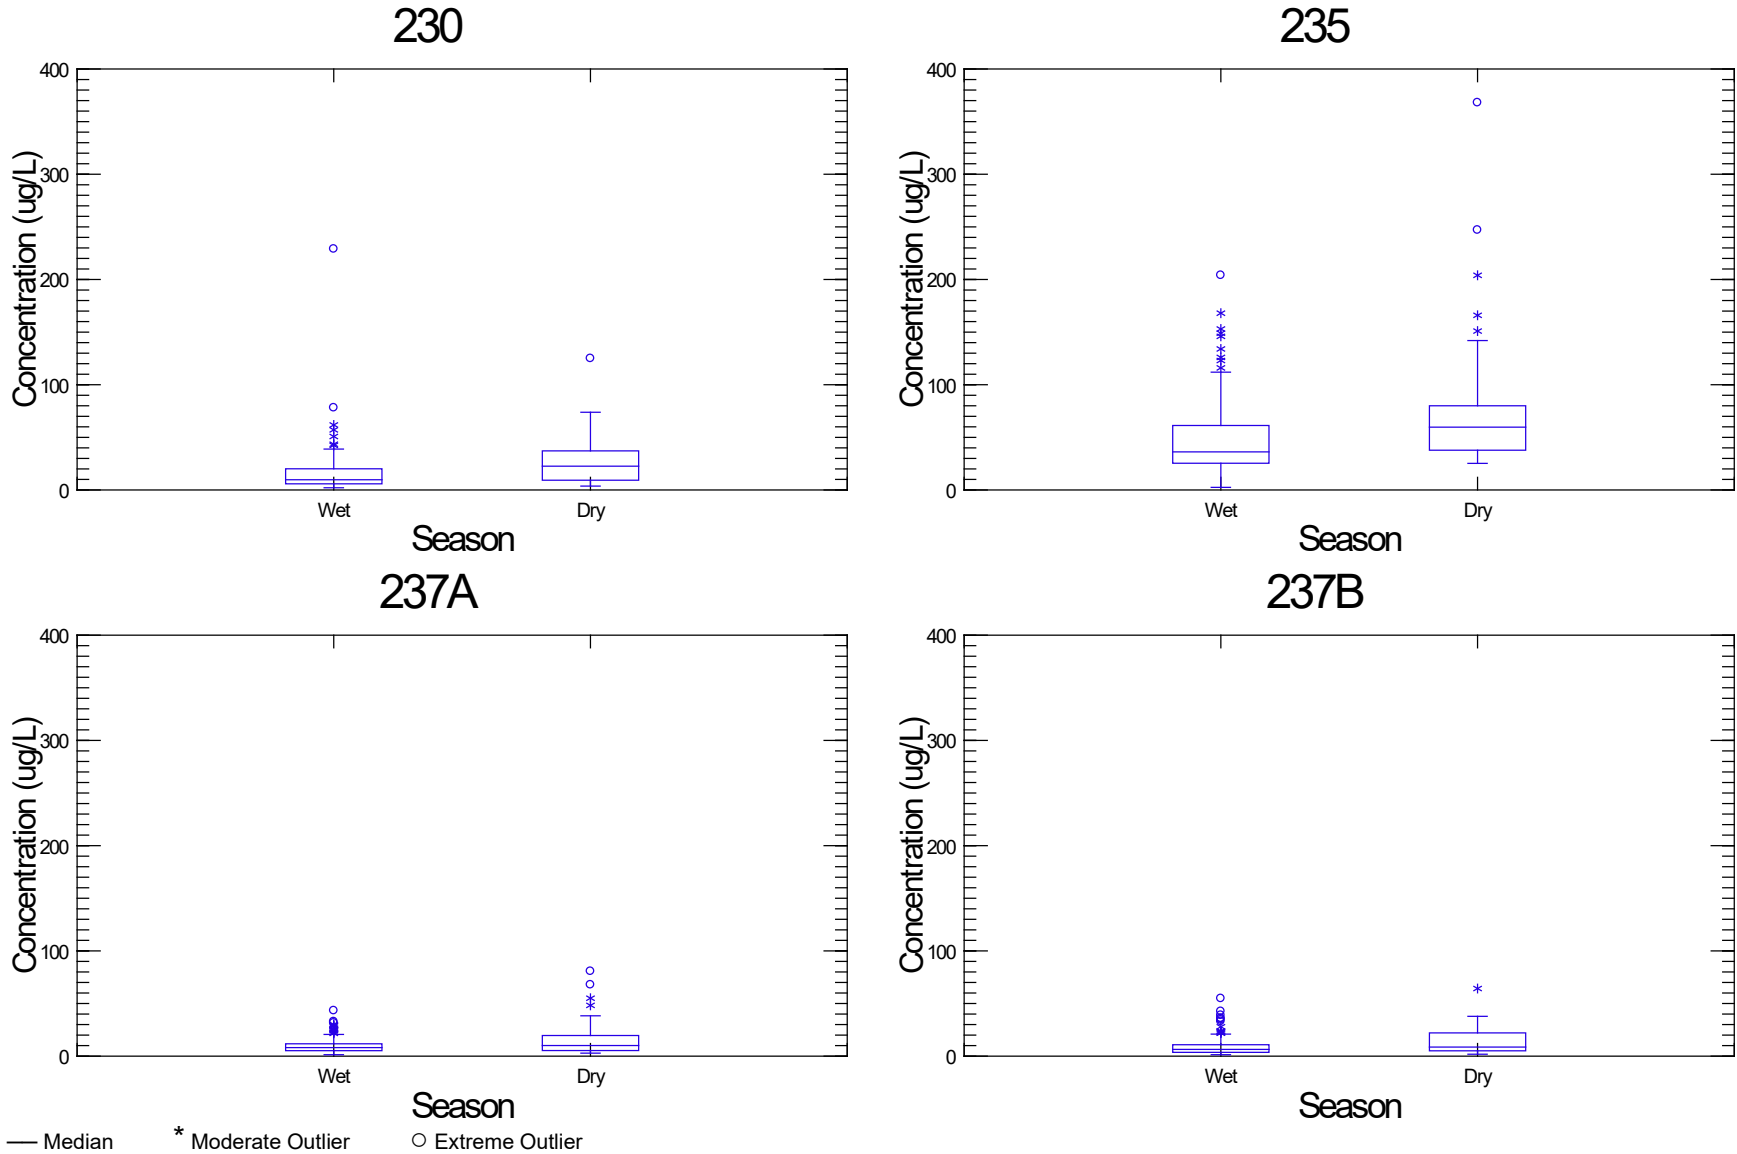 230
235
400
300
200
100
0
Concentration (ug/L)
Wet
Dry
Season
400
300
200
100
0
Concentration (ug/L)
Wet
Dry
Season
237A
237B
400
300
200
100
0
Concentration (ug/L)
Wet
Dry
Season
400
300
200
100
0
Concentration (ug/L)
Wet
Dry
Season
— Median * Moderate Outlier ○ Extreme Outlier